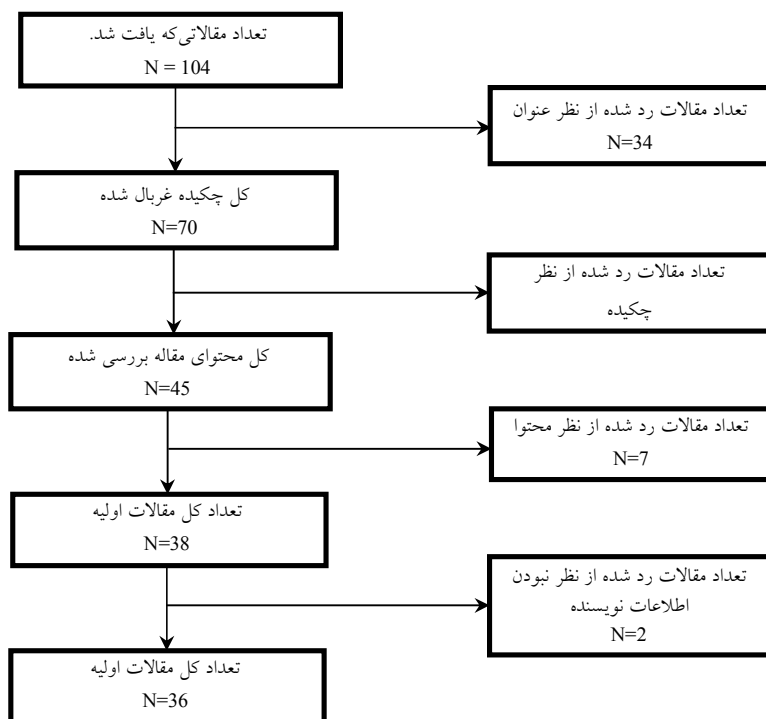 تعداد مقالاتی‌که یافت شد.
N = 104
تعداد مقالات رد شده از نظر عنوان
N=34
کل چکیده غربال شده
N=70
تعداد مقالات رد شده از نظر
چکیده
کل محتوای مقاله بررسی شده
N=45
تعداد مقالات رد شده از نظر محتوا
N=7
تعداد کل مقالات اولیه
N=38
تعداد مقالات رد شده از نظر نبودن
اطلاعات نویسنده
N=2
تعداد کل مقالات اولیه
N=36